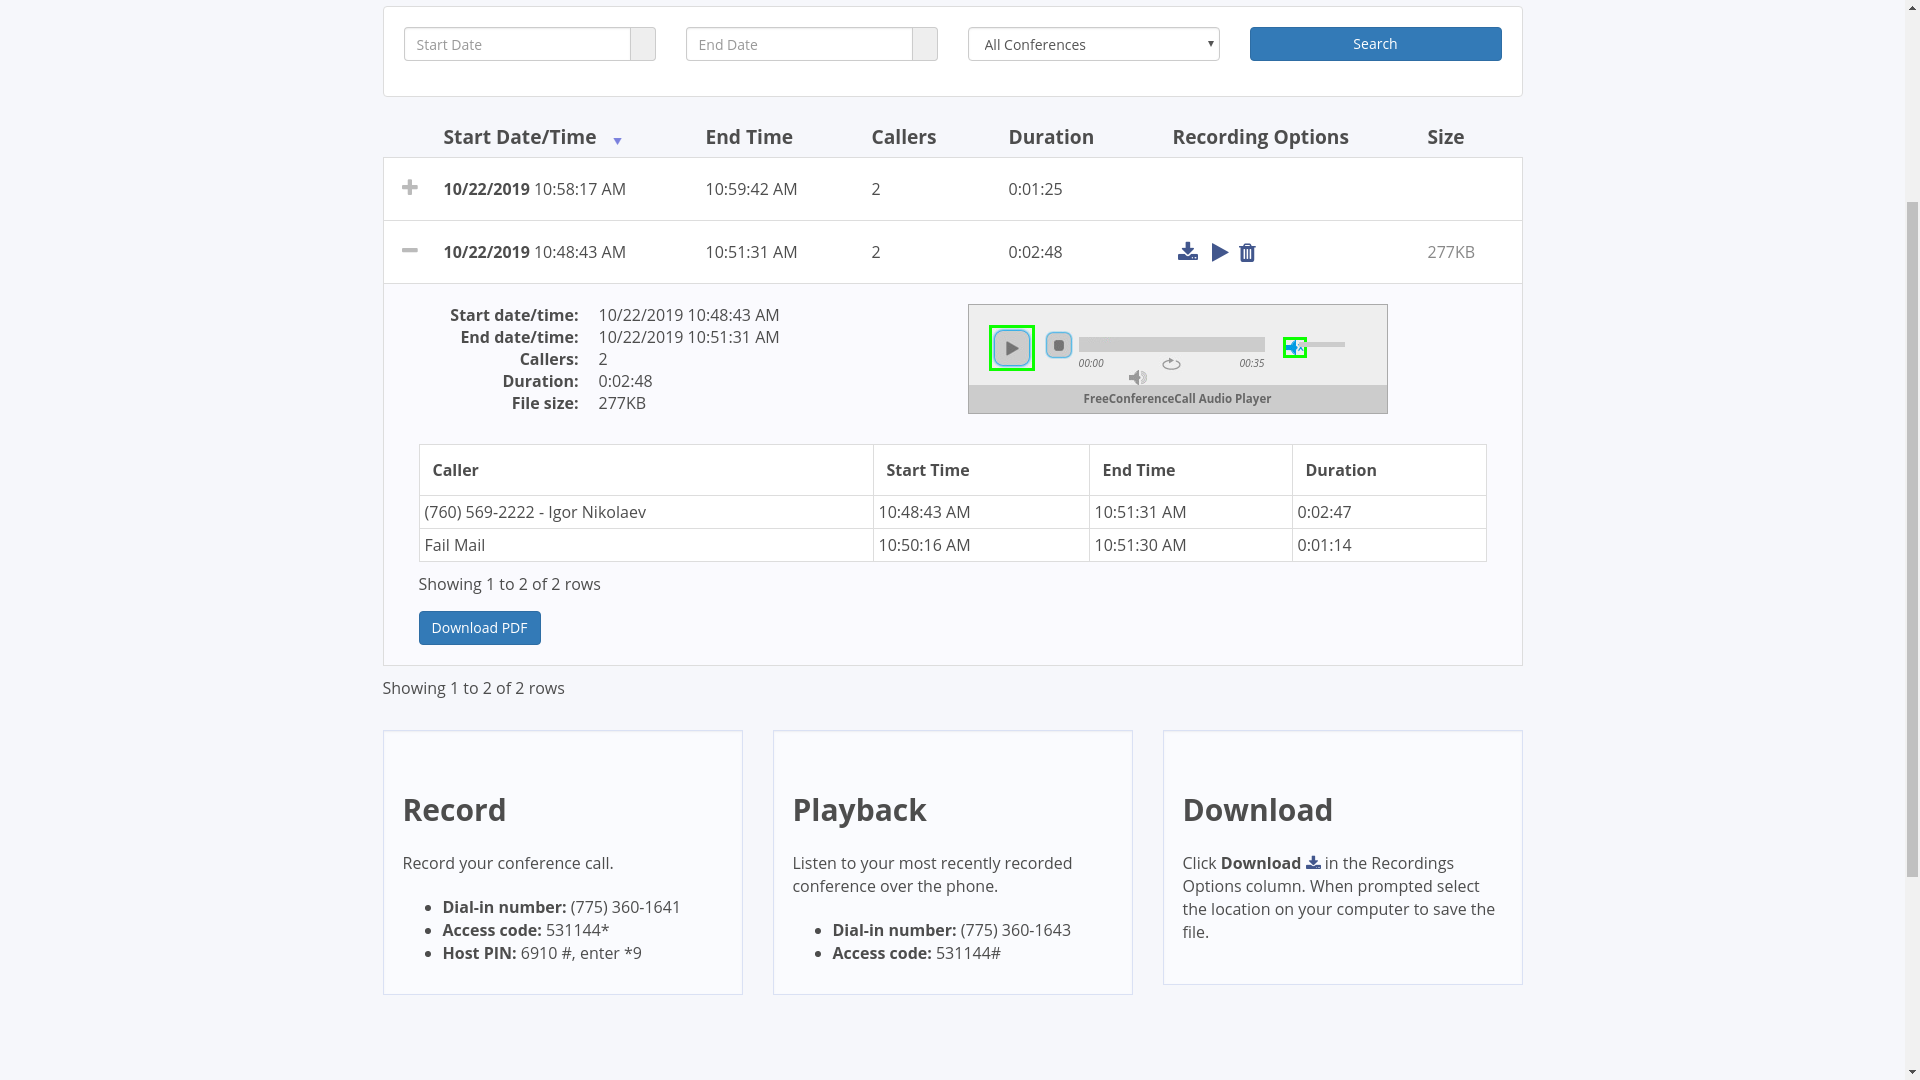 Start Date End Date All Conferences Search
Start Date/Time End Time Callers Duration Recording Options Size
10/22/2019 10:58:17 AM 10:59:42 AM 2 0:01:25
10/22/2019 10:48:43 AM 10:51:31 AM 2 0:02:48 277KB
Start date/time: 10/22/2019 10:48:43 AM
End date/time: 10/22/2019 10:51:31 AM
Callers: 2
Duration: 0:02:48
File size: 277KB
00:00 00:35
FreeConferenceCall Audio Player
Caller Start Time End Time Duration
(760) 569-2222 - Igor Nikolaev 10:48:43 AM 10:51:31 AM 0:02:47
Fail Mail 10:50:16 AM 10:51:30 AM 0:01:14
Showing 1 to 2 of 2 rows
Download PDF
Showing 1 to 2 of 2 rows
Record
Record your conference call.
Dial-in number: (775) 360-1641
Access code: 531144*
Host PIN: 6910 #, enter *9
Playback
Listen to your most recently recorded
conference over the phone.
Dial-in number: (775) 360-1643
Access code: 531144#
Download
Click Download in the Recordings
Options column. When prompted select
the location on your computer to save the
file.